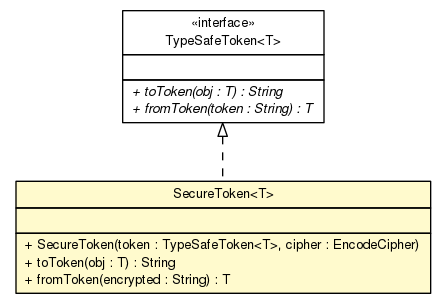 «interface»
TypeSafeToken<T>
+ toToken(obj : T) : String
+ fromToken(token : String) : T
SecureToken<T>
+ SecureToken(token : TypeSafeToken<T>, cipher : EncodeCipher)
+ toToken(obj : T) : String
+ fromToken(encrypted : String) : T